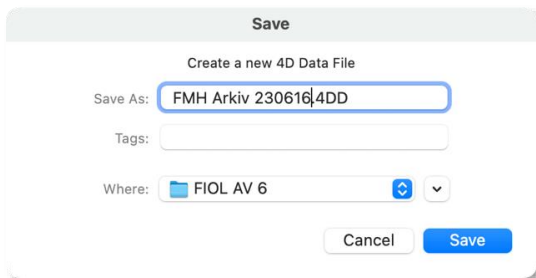 Save
Create a new 4D Data File
Save As: FMH Arkiv 230616.4DD
Tags:
Where: FIOL AV 6
Cancel Save